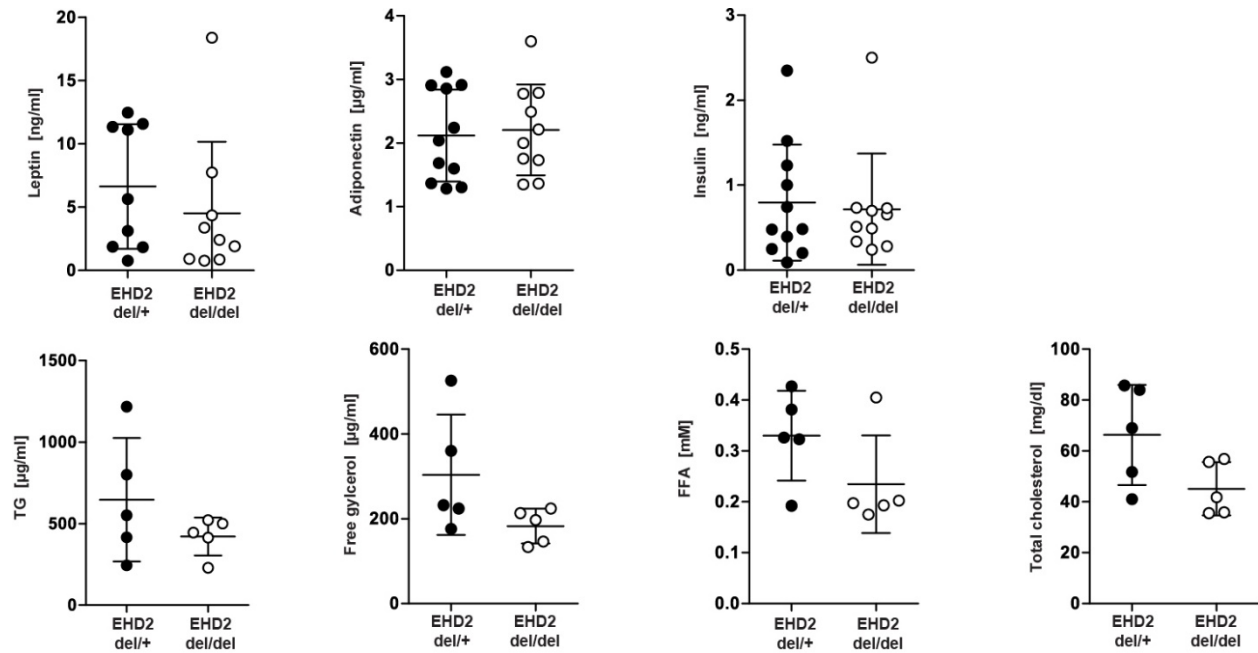 Leptin [ng/ml]
20
15
10
5
0
EHD2 EHD2
del/+ del/del
Adiponectin [µg/ml]
4
3
2
1
0
EHD2 EHD2
del/+ del/del
Insulin [ng/ml]
3
2
1
0
EHD2 EHD2
del/+ del/del
TG [µg/ml]
1500
1000
500
0
EHD2 EHD2
del/+ del/del
Free gylcerol [µg/ml]
600
400
200
0
EHD2 EHD2
del/+ del/del
FFA [mM]
0.5
0.4
0.3
0.2
0.1
0.0
EHD2 EHD2
del/+ del/del
Total cholesterol [mg/dl]
100
80
60
40
20
0
EHD2 EHD2
del/+ del/del